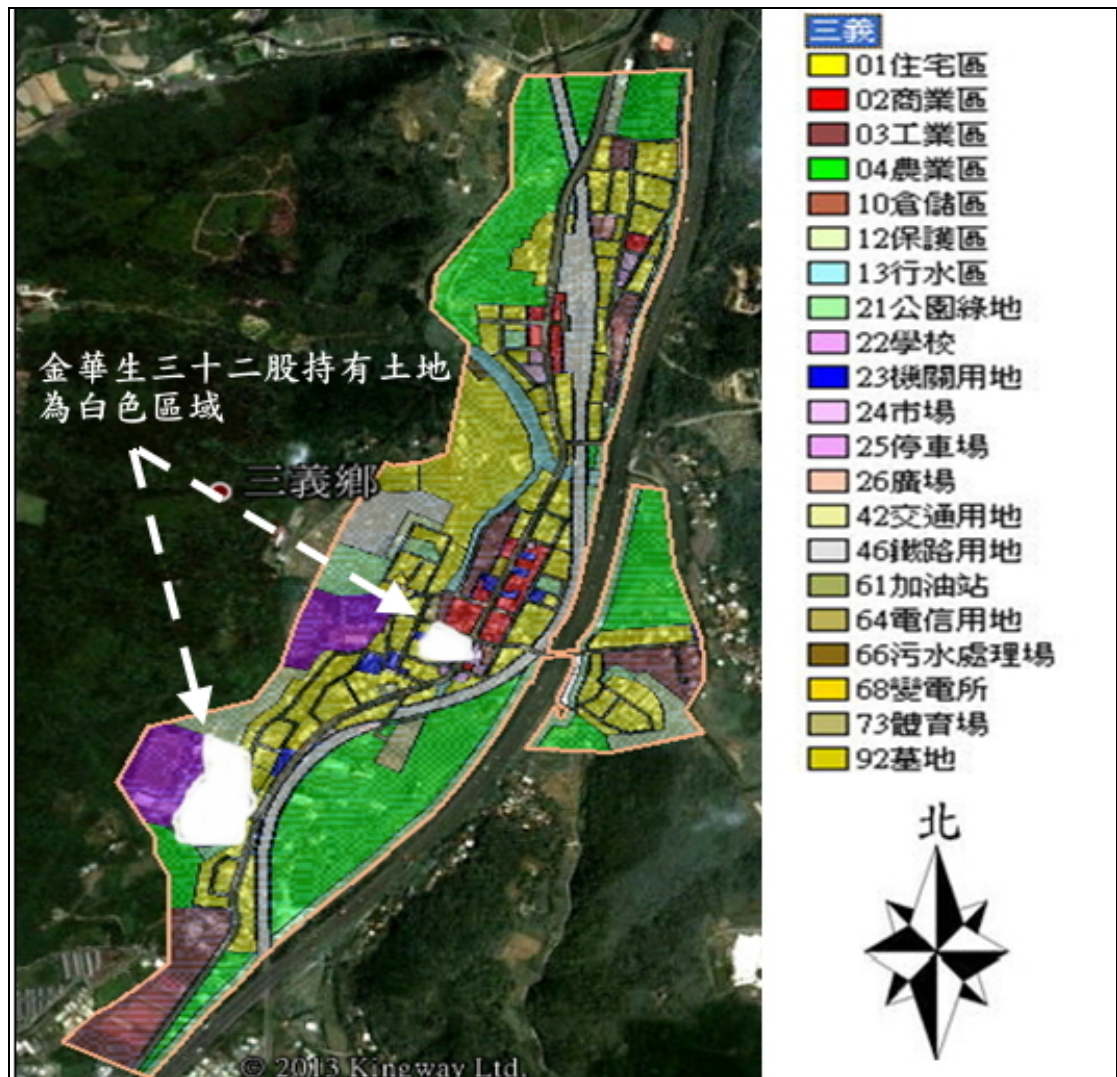 金華生三十二股持有土地
為白色區域
三義鄉
© 2013 Kingway Ltd.
三義
01住宅區
02商業區
03工業區
04農業區
10倉儲區
12保護區
13行水區
21公園綠地
22學校
23機關用地
24市場
25停車場
26廣場
42交通用地
46鐵路用地
61加油站
64電信用地
66污水處理場
68變電所
73體育場
92墓地
北